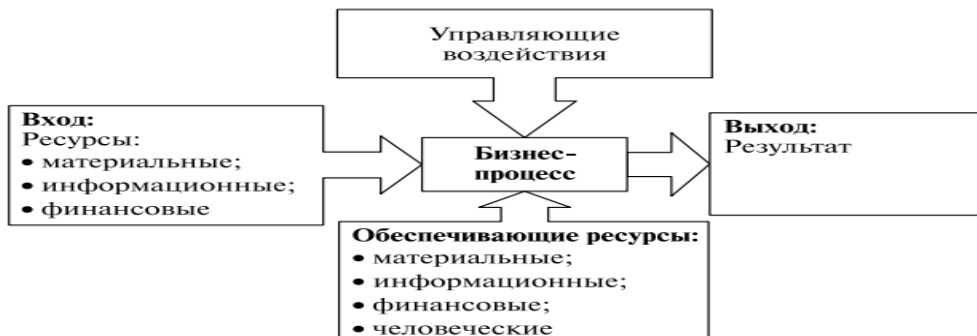 Управляющие
воздействия
Вход:
Ресурсы:
• материальные;
• информационные;
• финансовые
Бизнес-
процесс
Выход:
Результат
Обеспечивающие ресурсы:
• материальные;
• информационные;
• финансовые;
• человеческие